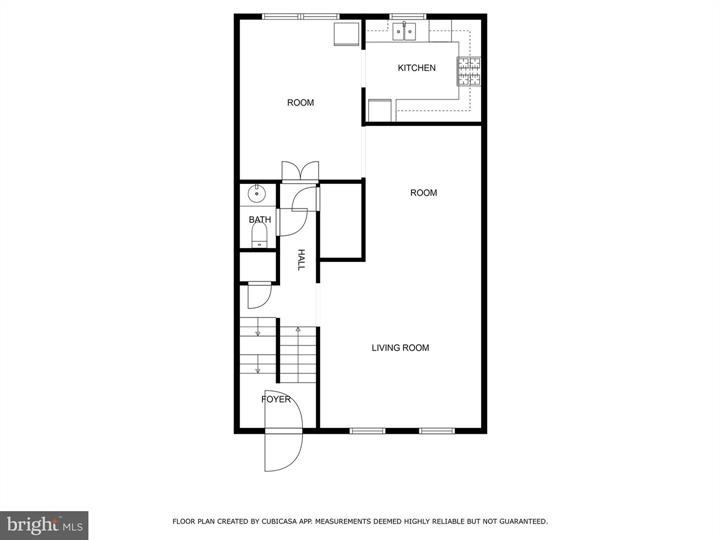 KITCHEN
ROOM
ROOM
BATH
HALL
LIVING ROOM
FOYER
FLOOR PLAN CREATED BY CUBICASA APP. MEASUREMENTS DEEMED HIGHLY RELIABLE BUT NOT GUARANTEED.
bright MLS